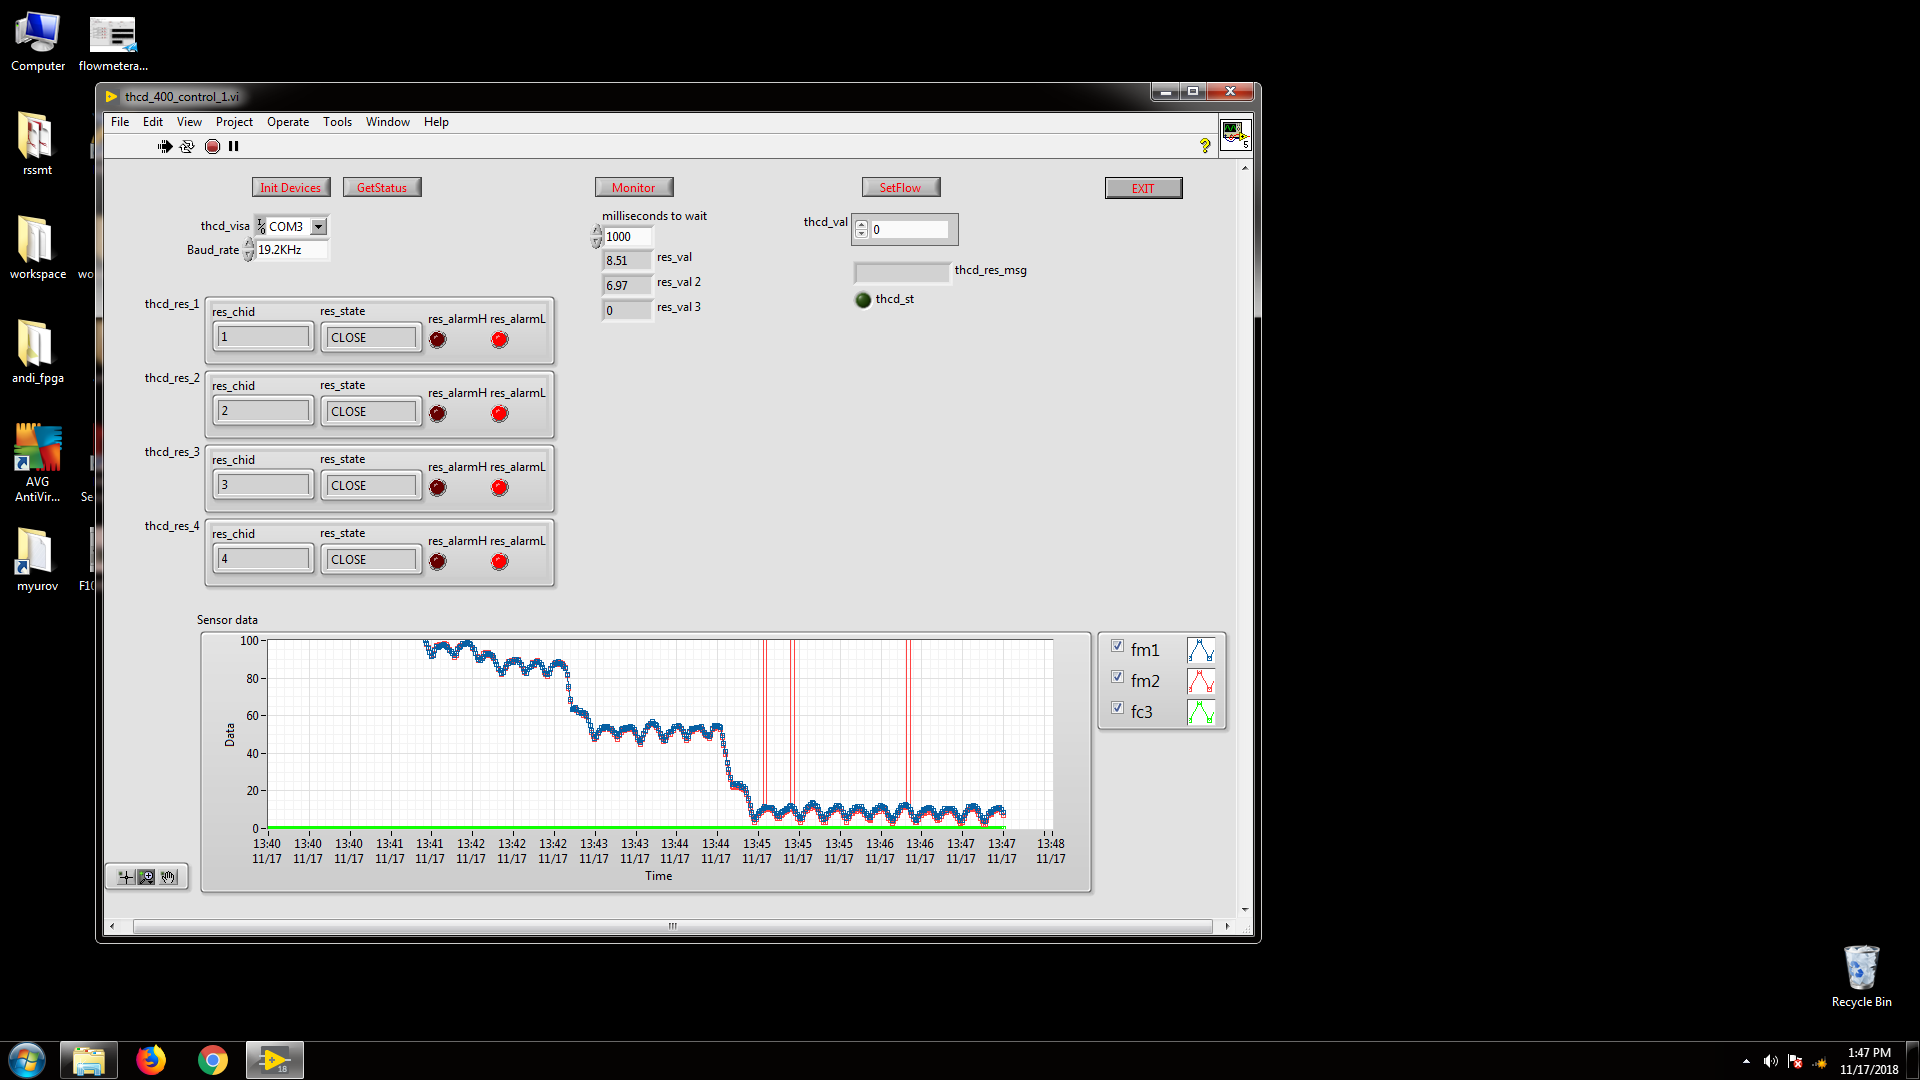 Computer
flowmetera...
rssmt
workspace
wo
andi_fpga
AVG
AntiVir...
Se
myurov
F10
thcd_400_control_1.vi
File Edit View Project Operate Tools Window Help
5
Init Devices GetStatus Monitor SetFlow EXIT
thcd_visa COM3
Baud_rate 19.2KHz
milliseconds to wait
1000
8.51 res_val
6.97 res_val 2
0 res_val 3
thcd_val 0
thcd_res_msg
thcd_st
thcd_res_1
res_chid res_state res_alarmH res_alarmL
1 CLOSE
thcd_res_2
res_chid res_state res_alarmH res_alarmL
2 CLOSE
thcd_res_3
res_chid res_state res_alarmH res_alarmL
3 CLOSE
thcd_res_4
res_chid res_state res_alarmH res_alarmL
4 CLOSE
Sensor data
100
80
60
40
20
0
Data
13:40 13:40 13:40 13:41 13:41 13:42 13:42 13:42 13:43 13:43 13:44 13:44 13:45 13:45 13:45 13:46 13:46 13:47 13:47 13:48
11/17 11/17 11/17 11/17 11/17 11/17 11/17 11/17 11/17 11/17 11/17 11/17 11/17 11/17 11/17 11/17 11/17 11/17 11/17 11/17
Time
fm1
fm2
fc3
Recycle Bin
18
1:47 PM
11/17/2018